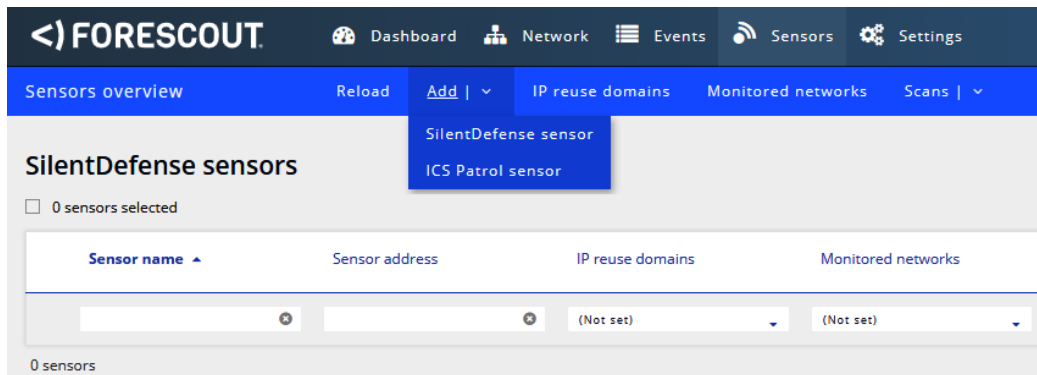 <) FORESCOUT. Dashboard Network Events Sensors Settings
Sensors overview Reload Add | IP reuse domains Monitored networks Scans |
SilentDefense sensor
ICS Patrol sensor
SilentDefense sensors
0 sensors selected
Sensor name Sensor address IP reuse domains Monitored networks
(Not set) (Not set)
0 sensors